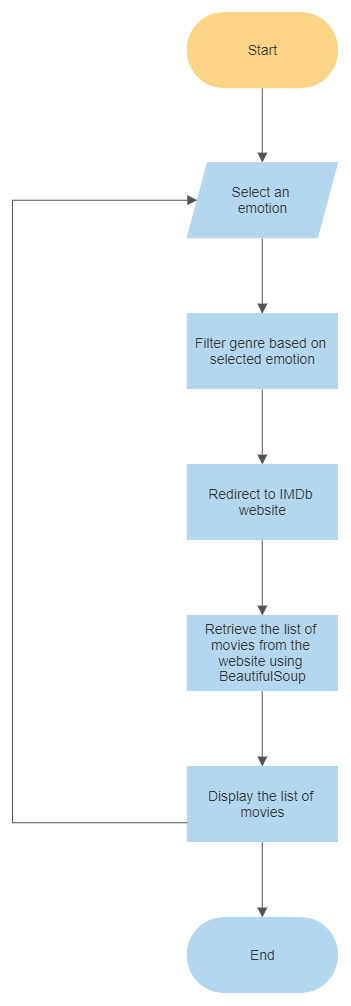 Start
Select an
emotion
Filter genre based on
selected emotion
Redirect to IMDb
website
Retrieve the list of
movies from the
website using
BeautifulSoup
Display the list of
movies
End